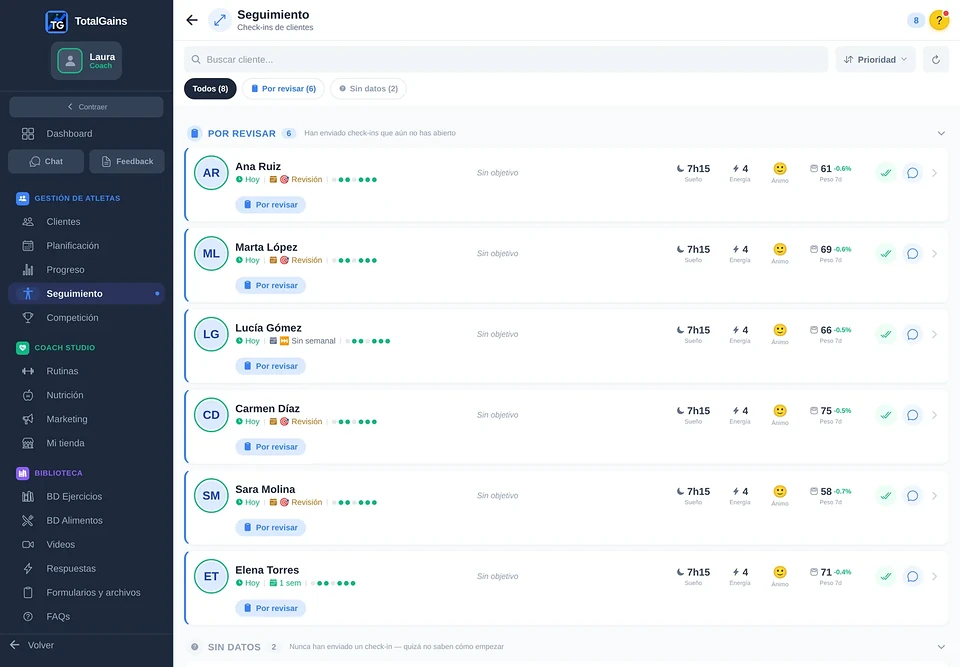 TG
TotalGains
Laura
Coach
Contraer
Dashboard
Chat
Feedback
GESTIÓN DE ATLETAS
Clientes
Planificación
Progreso
Seguimiento
Competición
COACH STUDIO
Rutinas
Nutrición
Marketing
Mi tienda
BIBLIOTECA
BD Ejercicios
BD Alimentos
Videos
Respuestas
Formularios y archivos
FAQs
Volver
Seguimiento
Check-ins de clientes
8
?
Buscar cliente...
Prioridad
Todos (8)
Por revisar (6)
Sin datos (2)
POR REVISAR 6 Han enviado check-ins que aún no has abierto
AR
Ana Ruiz
Hoy Revisión
Por revisar
Sin objetivo
7h15 4 61 -0.6%
Sueño Energía Ánimo Peso 7d
ML
Marta López
Hoy Revisión
Por revisar
Sin objetivo
7h15 4 69 -0.6%
Sueño Energía Ánimo Peso 7d
LG
Lucía Gómez
Hoy Sin semanal
Por revisar
Sin objetivo
7h15 4 66 -0.5%
Sueño Energía Ánimo Peso 7d
CD
Carmen Díaz
Hoy Revisión
Por revisar
Sin objetivo
7h15 4 75 -0.5%
Sueño Energía Ánimo Peso 7d
SM
Sara Molina
Hoy Revisión
Por revisar
Sin objetivo
7h15 4 58 -0.7%
Sueño Energía Ánimo Peso 7d
ET
Elena Torres
Hoy 1 sem
Por revisar
Sin objetivo
7h15 4 71 -0.4%
Sueño Energía Ánimo Peso 7d
SIN DATOS 2 Nunca han enviado un check-in — quizá no saben cómo empezar